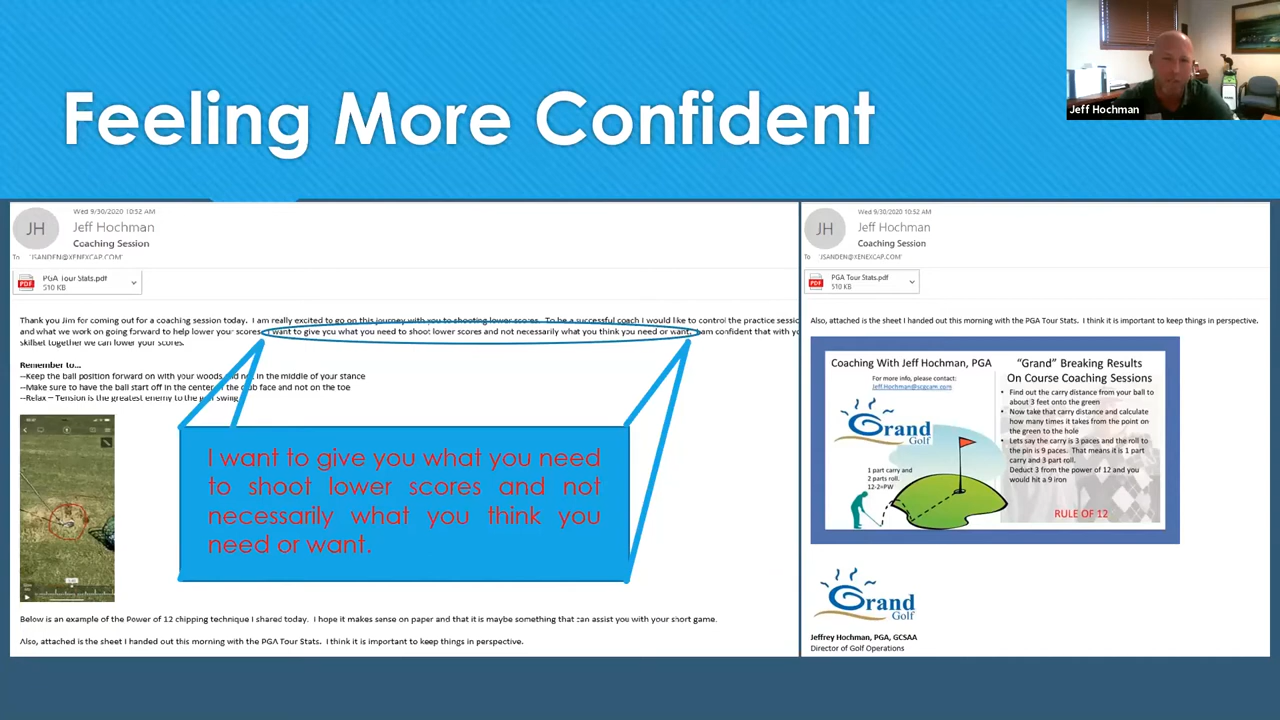 Feeling More Confident
Jeff Hochman
Wed 9/30/2020 10:52 AM
JH
Jeff Hochman
Coaching Session
To 'JSANDEN@XENEXCAP.COM'
PDF
PGA Tour Stats.pdf
510 KB
Thank you Jim for coming out for a coaching session today. I am really excited to go on this journey with you to shooting lower scores. To be a successful coach I would like to control the practice
and what we work on going forward to help lower your scores. I want to give you what you need to shoot lower scores and not necessarily what you think you need or want. I am confident that with
skillset together we can lower your scores.
Remember to...
--Keep the ball position forward on with your woods, and not in the middle of your stance
--Make sure to have the ball start off in the center of the club face and not on the toe
--Relax – Tension is the greatest enemy to the golf swing
I want to give you what you need
to shoot lower scores and not
necessarily what you think you
need or want.
Below is an example of the Power of 12 chipping technique I shared today. I hope it makes sense on paper and that it is maybe something that can assist you with your short game.
Also, attached is the sheet I handed out this morning with the PGA Tour Stats. I think it is important to keep things in perspective.
Wed 9/30/2020 10:52 AM
JH
Jeff Hochman
Coaching Session
To 'JSANDEN@XENEXCAP.COM'
PDF
PGA Tour Stats.pdf
510 KB
Also, attached is the sheet I handed out this morning with the PGA Tour Stats. I think it is important to keep things in perspective.
Coaching With Jeff Hochman, PGA
For more info, please contact:
Jeff.Hochman@scgcam.com
Grand
Golf
1 part carry and
2 parts roll.
12-2=PW
“Grand” Breaking Results
On Course Coaching Sessions
• Find out the carry distance from your ball to
about 3 feet onto the green
• Now take that carry distance and calculate
how many times it takes from the point on
the green to the hole
• Lets say the carry is 3 paces and the roll to
the pin is 9 paces. That means it is 1 part
carry and 3 part roll.
Deduct 3 from the power of 12 and you
would hit a 9 iron
RULE OF 12
Grand
Golf
Jeffrey Hochman, PGA, GCSAA
Director of Golf Operations